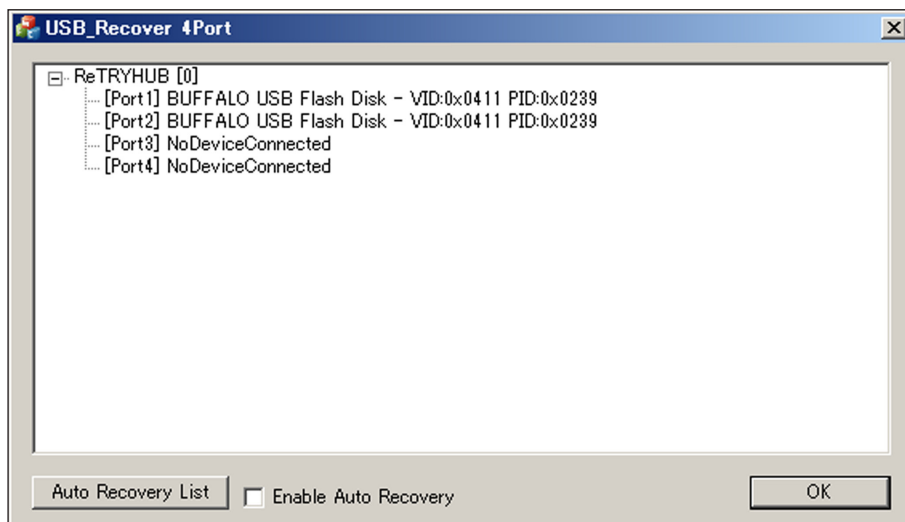 USB_Recover 4Port
ReTRYHUB [0]
[Port1] BUFFALO USB Flash Disk - VID:0x0411 PID:0x0239
[Port2] BUFFALO USB Flash Disk - VID:0x0411 PID:0x0239
[Port3] NoDeviceConnected
[Port4] NoDeviceConnected
Auto Recovery List
Enable Auto Recovery
OK